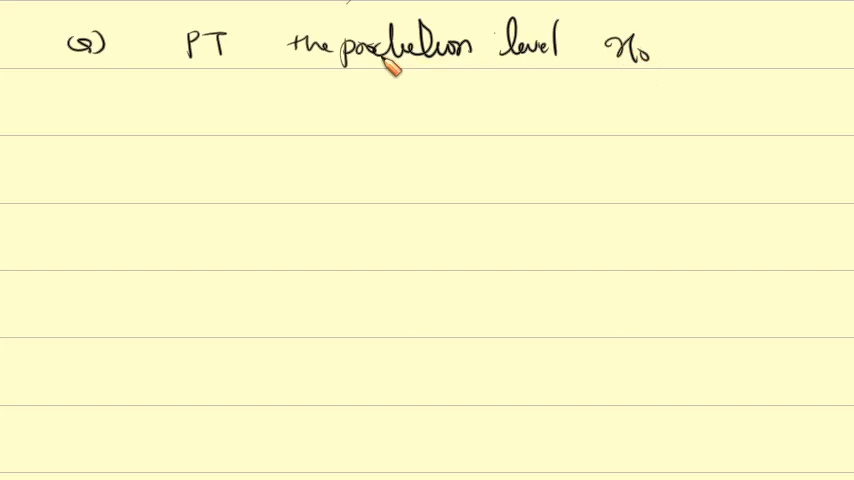 Q) PT the production level x₀